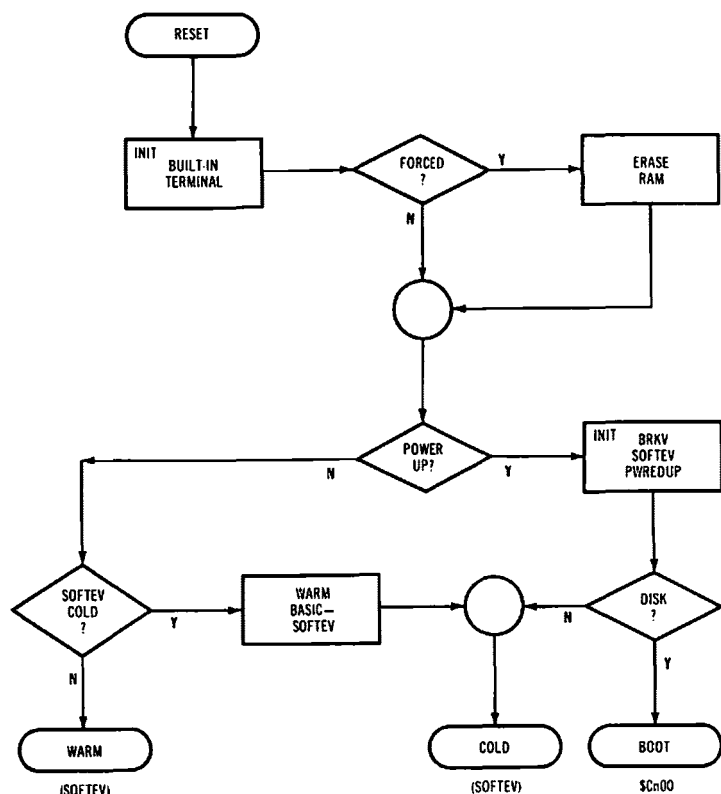 RESET
INIT
BUILT-IN
TERMINAL
FORCED
?
Y
N
ERASE
RAM
POWER
UP?
N
Y
INIT
BRKV
SOFTEV
PWREDUP
SOFTEV
COLD
?
Y
N
WARM
BASIC—
SOFTEV
DISK
?
N
Y
WARM
(SOFTEV)
COLD
(SOFTEV)
BOOT
$Cn00